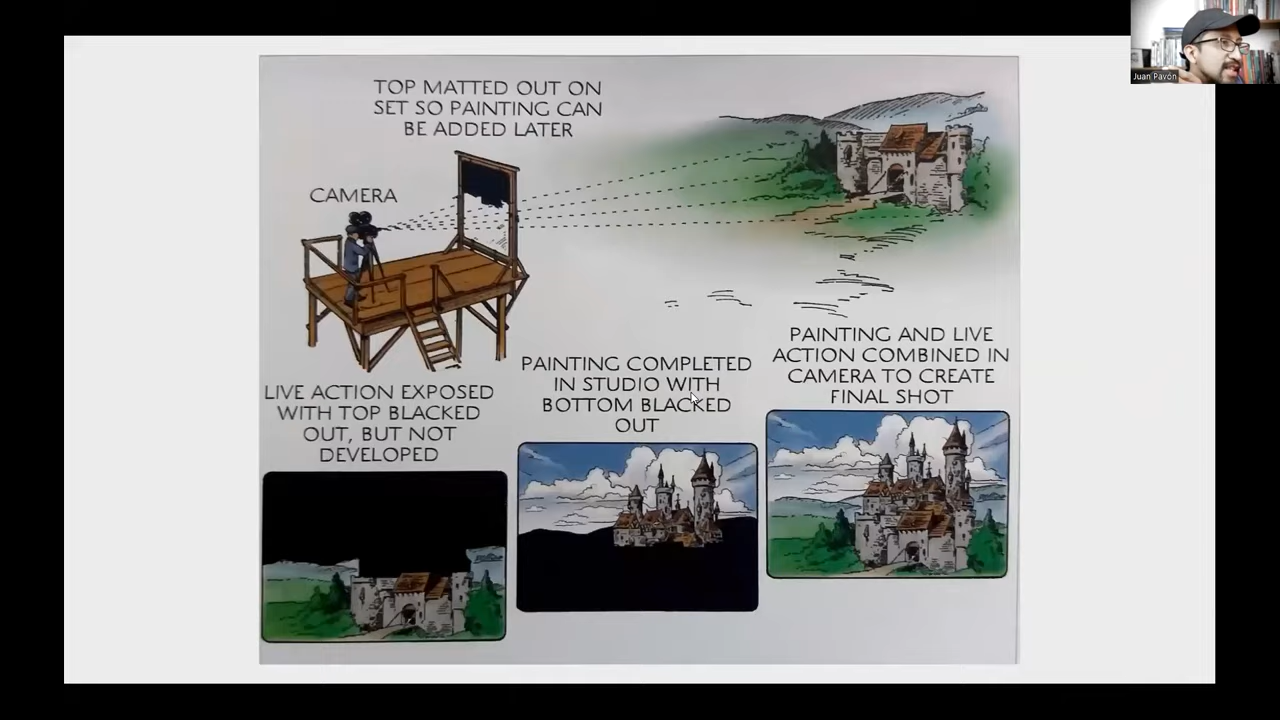 TOP MATTED OUT ON
SET SO PAINTING CAN
BE ADDED LATER
CAMERA
LIVE ACTION EXPOSED
WITH TOP BLACKED
OUT, BUT NOT
DEVELOPED
PAINTING COMPLETED
IN STUDIO WITH
BOTTOM BLACKED
OUT
PAINTING AND LIVE
ACTION COMBINED IN
CAMERA TO CREATE
FINAL SHOT
Juan Pavón